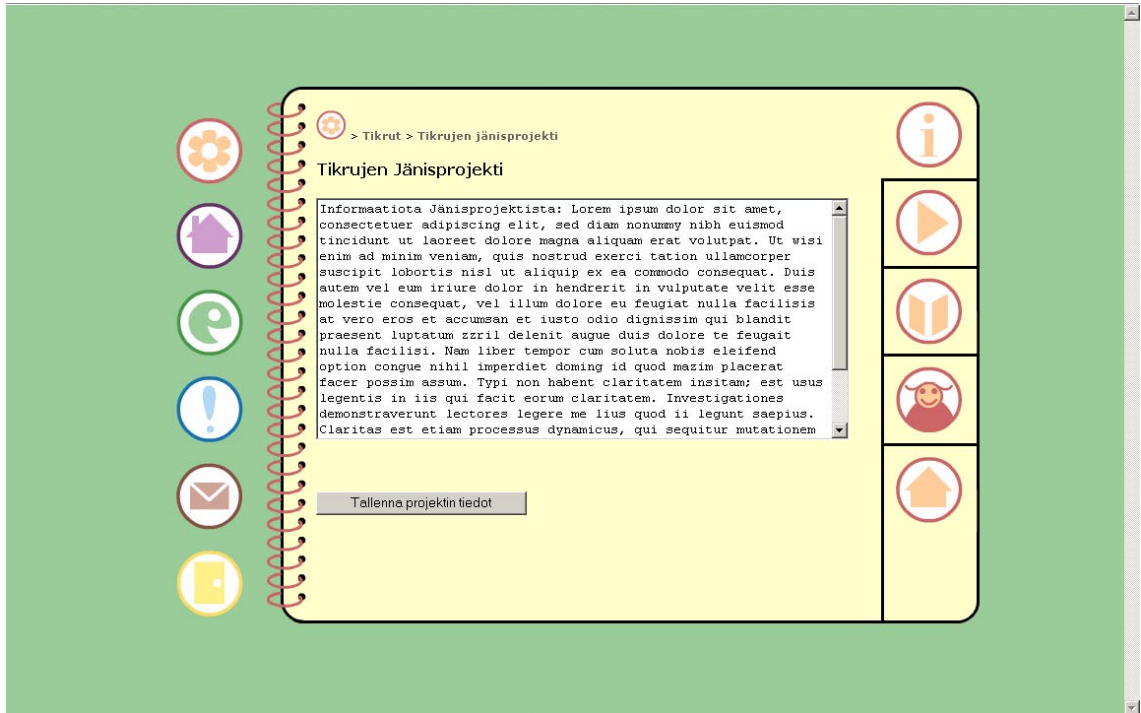 > Tikrut > Tikrujen jänisprojekti
Tikrujen Jänisprojekti
Informaatiota Jänisprojektista: Lorem ipsum dolor sit amet,
consectetuer adipiscing elit, sed diam nonummy nibh euismod
tincidunt ut laoreet dolore magna aliquam erat volutpat. Ut wisi
enim ad minim veniam, quis nostrud exerci tation ullamcorper
suscipit lobortis nisl ut aliquip ex ea commodo consequat. Duis
autem vel eum iriure dolor in hendrerit in vulputate velit esse
molestie consequat, vel illum dolore eu feugiat nulla facilisis
at vero eros et accumsan et iusto odio dignissim qui blandit
praesent luptatum zzril delenit augue duis dolore te feugait
nulla facilisi. Nam liber tempor cum soluta nobis eleifend
option congue nihil imperdiet doming id quod mazim placerat
facer possim assum. Typi non habent claritatem insitam; est usus
legentis in iis qui facit eorum claritatem. Investigationes
demonstraverunt lectores legere me lius quod ii legunt saepius.
Claritas est etiam processus dynamicus, qui sequitur mutationem
Tallenna projektin tiedot